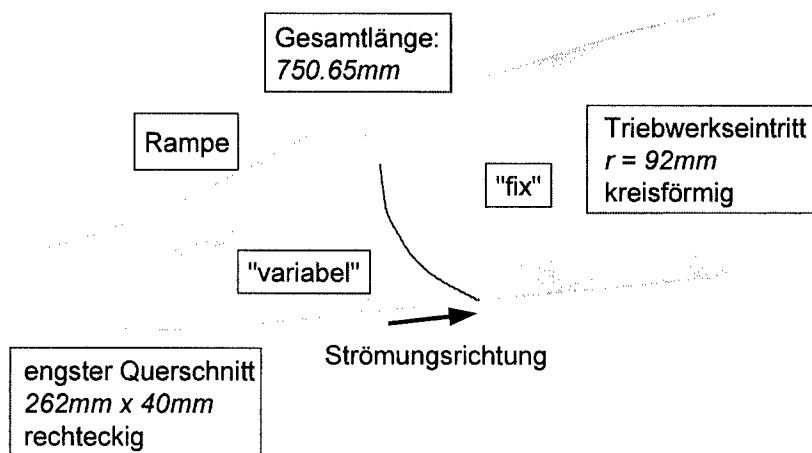 Gesamtlänge:
750.65mm
Rampe
Triebwerkseintritt
r = 92mm
kreisförmig
"fix"
"variabel"
Strömungsrichtung
engster Querschnitt
262mm x 40mm
rechteckig